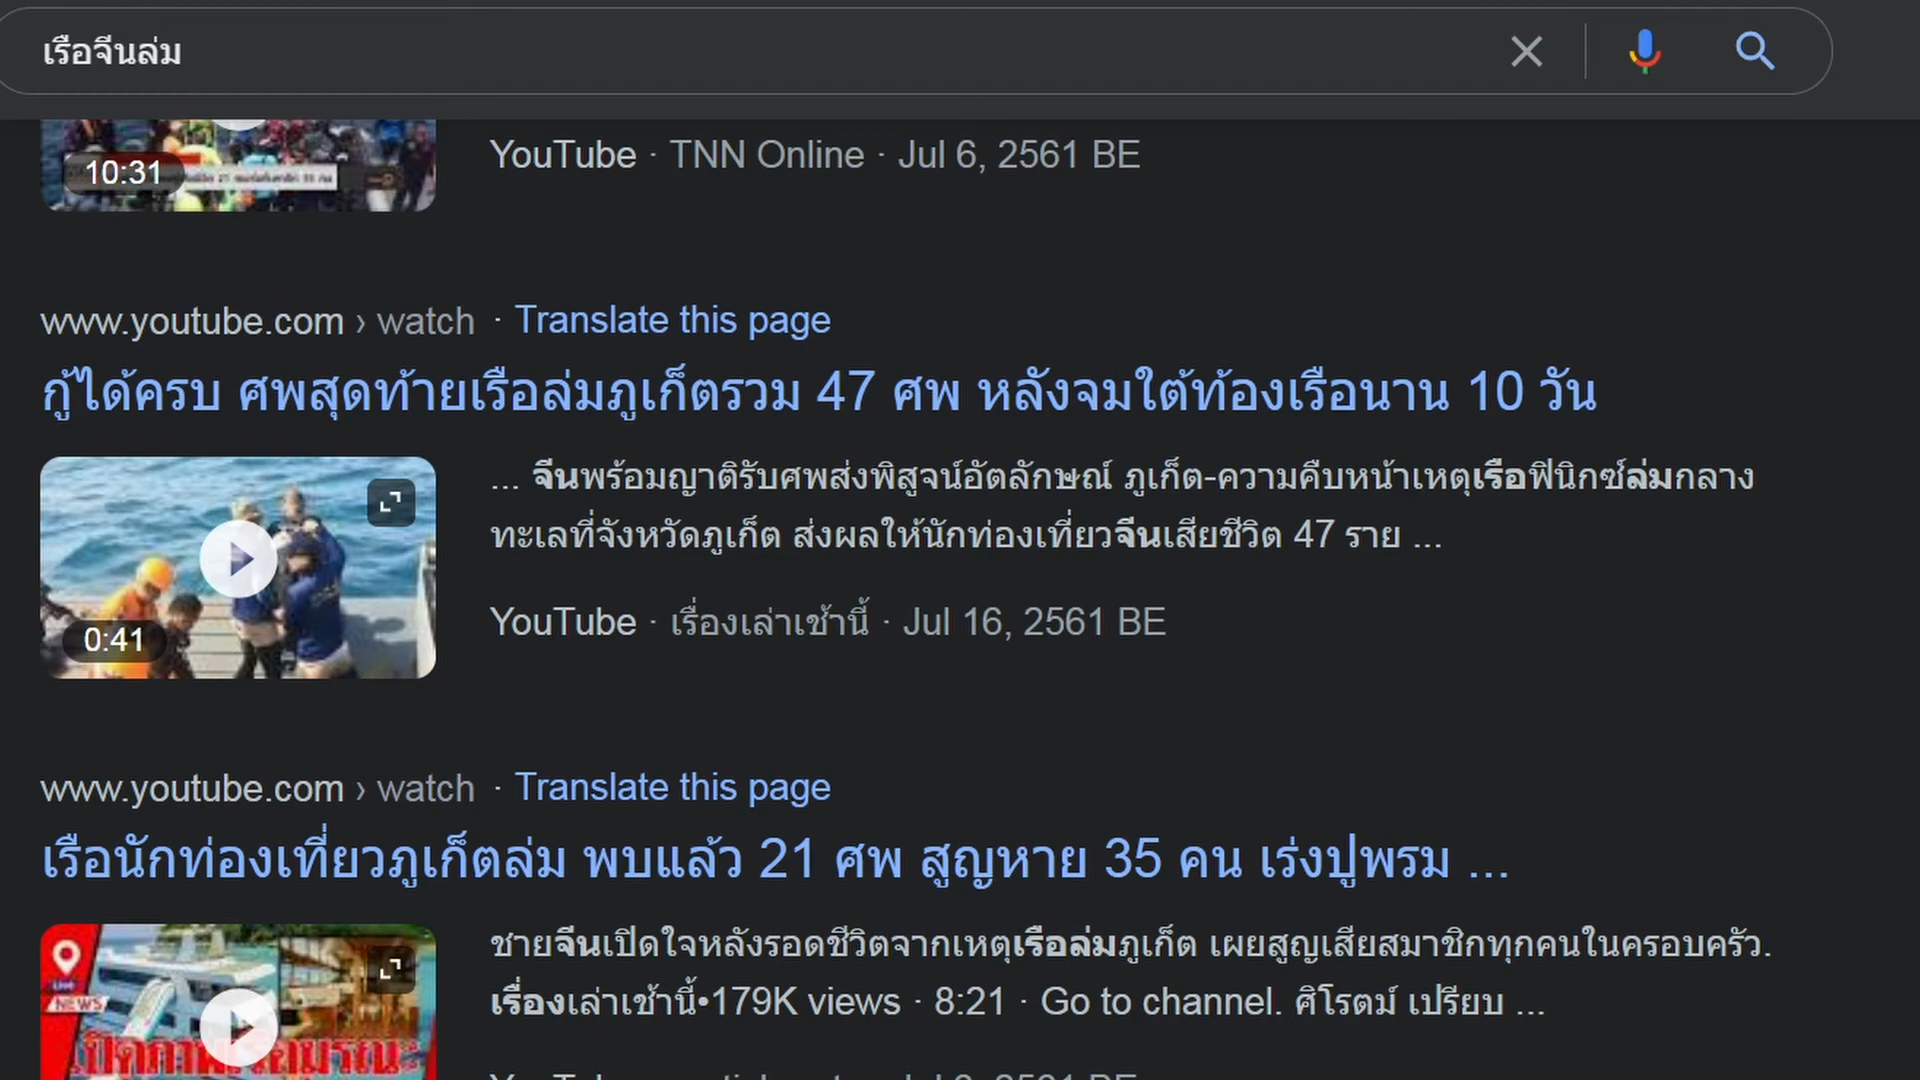 เรือจีนล่ม
10:31
YouTube · TNN Online · Jul 6, 2561 BE
www.youtube.com › watch · Translate this page
กู้ได้ครบ ศพสุดท้ายเรือล่มภูเก็ตรวม 47 ศพ หลังจมใต้ท้องเรือนาน 10 วัน
... จีนพร้อมญาติรับศพส่งพิสูจน์อัตลักษณ์ ภูเก็ต-ความคืบหน้าเหตุเรือฟินิกซ์ล่มกลาง
ทะเลที่จังหวัดภูเก็ต ส่งผลให้นักท่องเที่ยวจีนเสียชีวิต 47 ราย ...
0:41
YouTube · เรื่องเล่าเช้านี้ · Jul 16, 2561 BE
www.youtube.com › watch · Translate this page
เรือนักท่องเที่ยวภูเก็ตล่ม พบแล้ว 21 ศพ สูญหาย 35 คน เร่งปูพรม ...
ชายจีนเปิดใจหลังรอดชีวิตจากเหตุเรือล่มภูเก็ต เผยสูญเสียสมาชิกทุกคนในครอบครัว.
เรื่องเล่าเช้านี้•179K views · 8:21 · Go to channel. ศิโรตม์ เปรียบ ...
NEWS